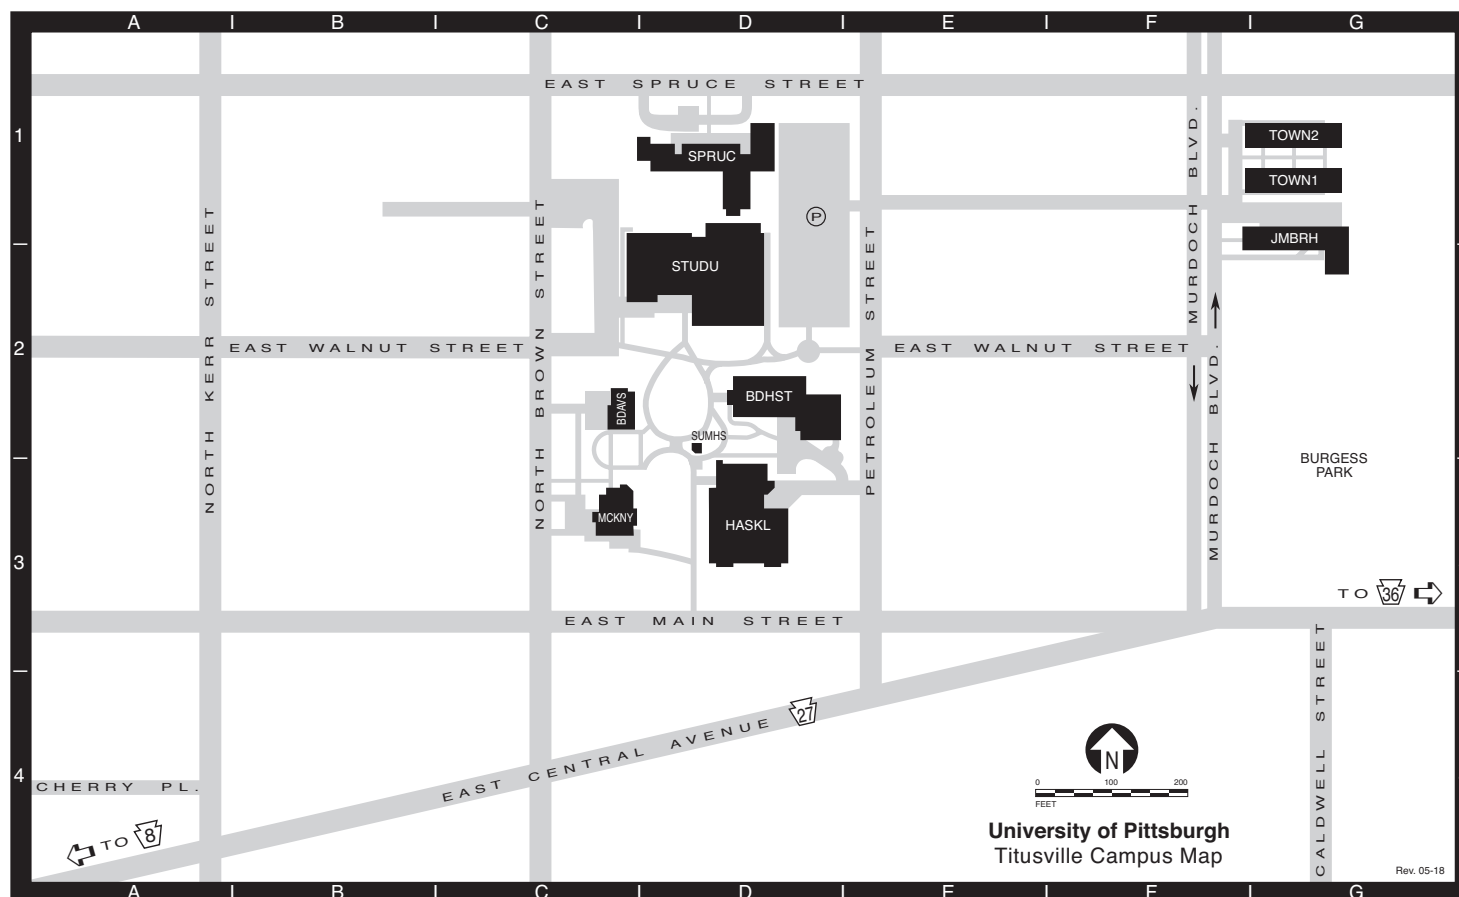 A I B I C I D I E I F I G
EAST SPRUCE STREET
1
TOWN2
SPRUC
TOWN1
P
MURDOCH BLVD.
JMBRH
STUDU
NORTH KERR STREET
NORTH BROWN STREET
PETROLEUM STREET
2
EAST WALNUT STREET
EAST WALNUT STREET
MURDOCH BLVD.
BDAVS
BDHST
SUMHS
BURGESS
PARK
MCKNY
HASKL
3
TO 36
EAST MAIN STREET
CALDWELL STREET
EAST CENTRAL AVENUE 27
N
4
CHERRY PL.
0 100 200
FEET
TO 8
University of Pittsburgh
Titusville Campus Map
Rev. 05-18
A I B I C I D I E I F I G